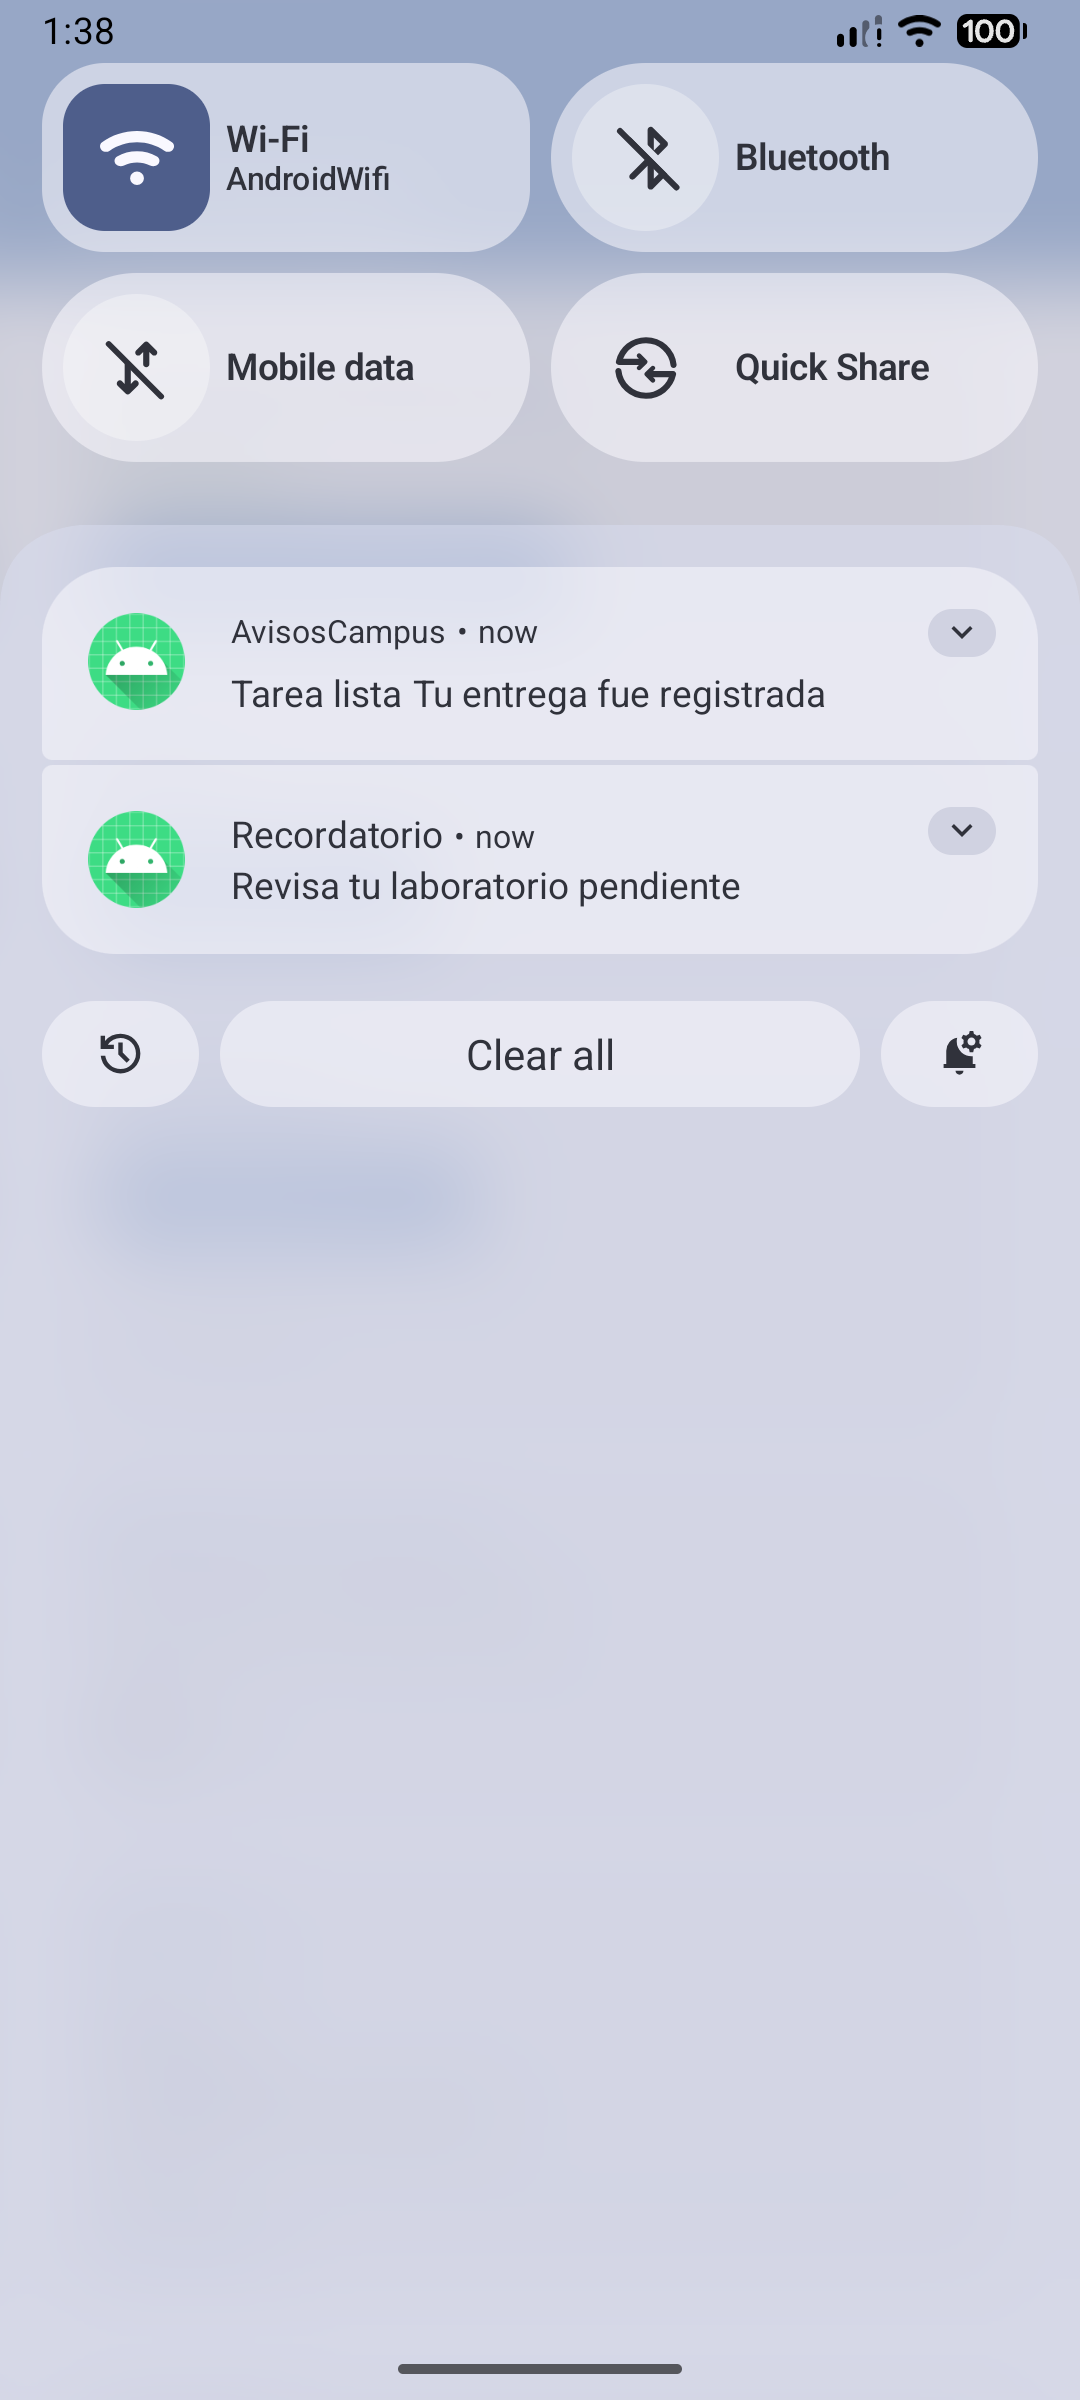 1:38
100
Wi-Fi
AndroidWifi
Bluetooth
Mobile data
Quick Share
AvisosCampus • now
Tarea lista Tu entrega fue registrada
Recordatorio • now
Revisa tu laboratorio pendiente
Clear all